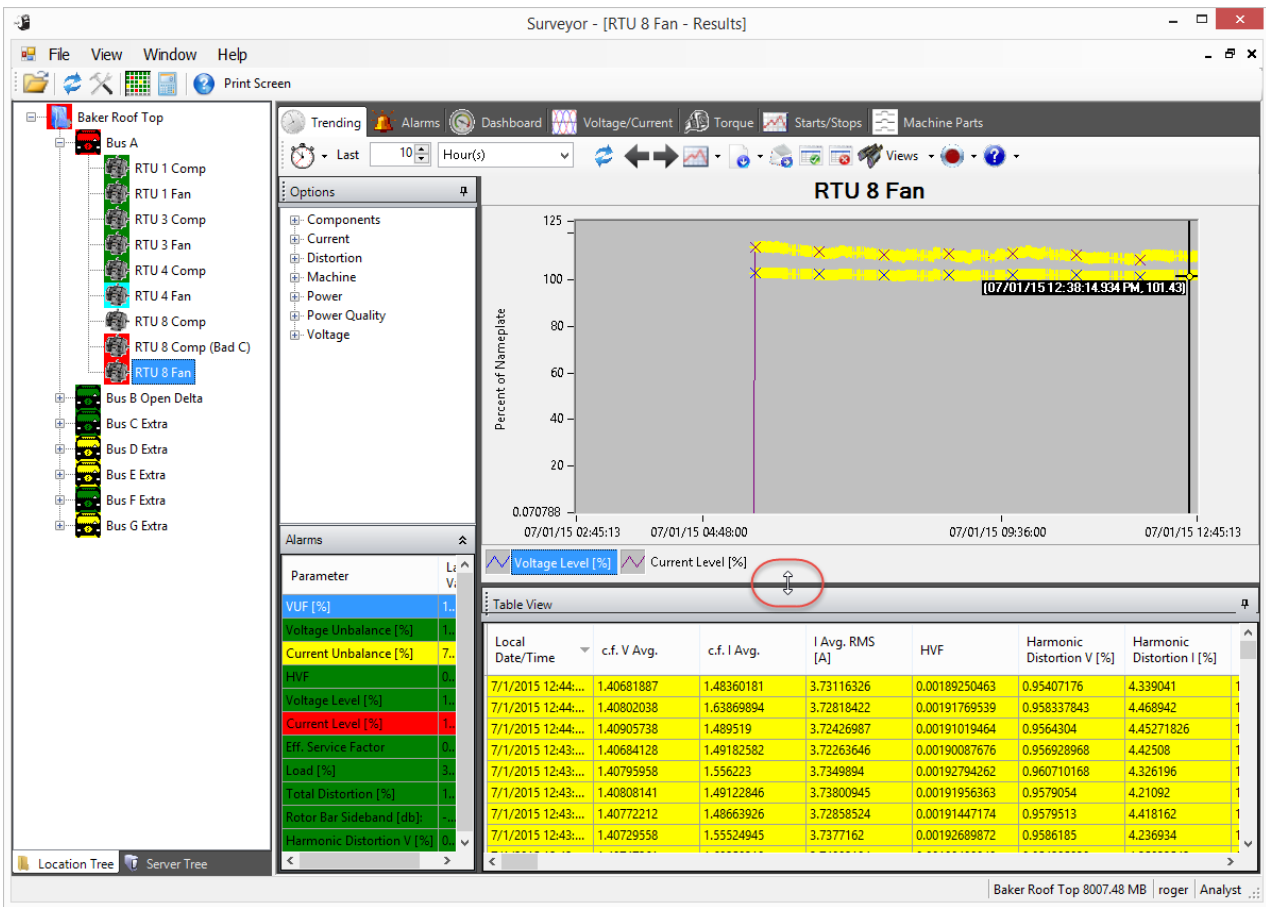 Surveyor - [RTU 8 Fan - Results]
File View Window Help
Print Screen
Baker Roof Top
Bus A
RTU 1 Comp
RTU 1 Fan
RTU 3 Comp
RTU 3 Fan
RTU 4 Comp
RTU 4 Fan
RTU 8 Comp
RTU 8 Comp (Bad C)
RTU 8 Fan
Bus B Open Delta
Bus C Extra
Bus D Extra
Bus E Extra
Bus F Extra
Bus G Extra
Location Tree Server Tree
Trending Alarms Dashboard Voltage/Current Torque Starts/Stops Machine Parts
Last 10 Hour(s) Views
Options
Components
Current
Distortion
Machine
Power
Power Quality
Voltage
Alarms
Parameter
VUF [%] 1..
Voltage Unbalance [%] 1..
Current Unbalance [%] 7..
HVF 0..
Voltage Level [%] 1..
Current Level [%] 1..
Eff. Service Factor 0..
Load [%] 3..
Total Distortion [%] 1..
Rotor Bar Sideband [db]: -...
Harmonic Distortion V [%] 0..
RTU 8 Fan
Percent of Nameplate
125
100
80
60
40
20
0.070788
(07/01/15 12:38:14.934 PM, 101.43)
07/01/15 02:45:13 07/01/15 04:48:00 07/01/15 09:36:00 07/01/15 12:45:13
Voltage Level [%] Current Level [%]
Table View
Local Date/Time c.f. V Avg. c.f. I Avg. I Avg. RMS [A] HVF Harmonic Distortion V [%] Harmonic Distortion I [%]
7/1/2015 12:44:... 1.40681887 1.48360181 3.73116326 0.00189250463 0.95407176 4.339041
7/1/2015 12:44:... 1.40802038 1.63869894 3.72818422 0.00191769539 0.958337843 4.468942
7/1/2015 12:44:... 1.40905738 1.489519 3.72426987 0.00191019464 0.9564304 4.45271826
7/1/2015 12:43:... 1.40684128 1.49182582 3.72263646 0.00190087676 0.956928968 4.42508
7/1/2015 12:43:... 1.40795958 1.556223 3.7349894 0.00192794262 0.960710168 4.326196
7/1/2015 12:43:... 1.40808141 1.49122846 3.73800945 0.00191956363 0.9579054 4.21092
7/1/2015 12:43:... 1.40772212 1.48663926 3.72858524 0.00191447174 0.9579513 4.418162
7/1/2015 12:43:... 1.40729558 1.55524945 3.7377162 0.00192689872 0.9586185 4.236934
Baker Roof Top 8007.48 MB roger Analyst